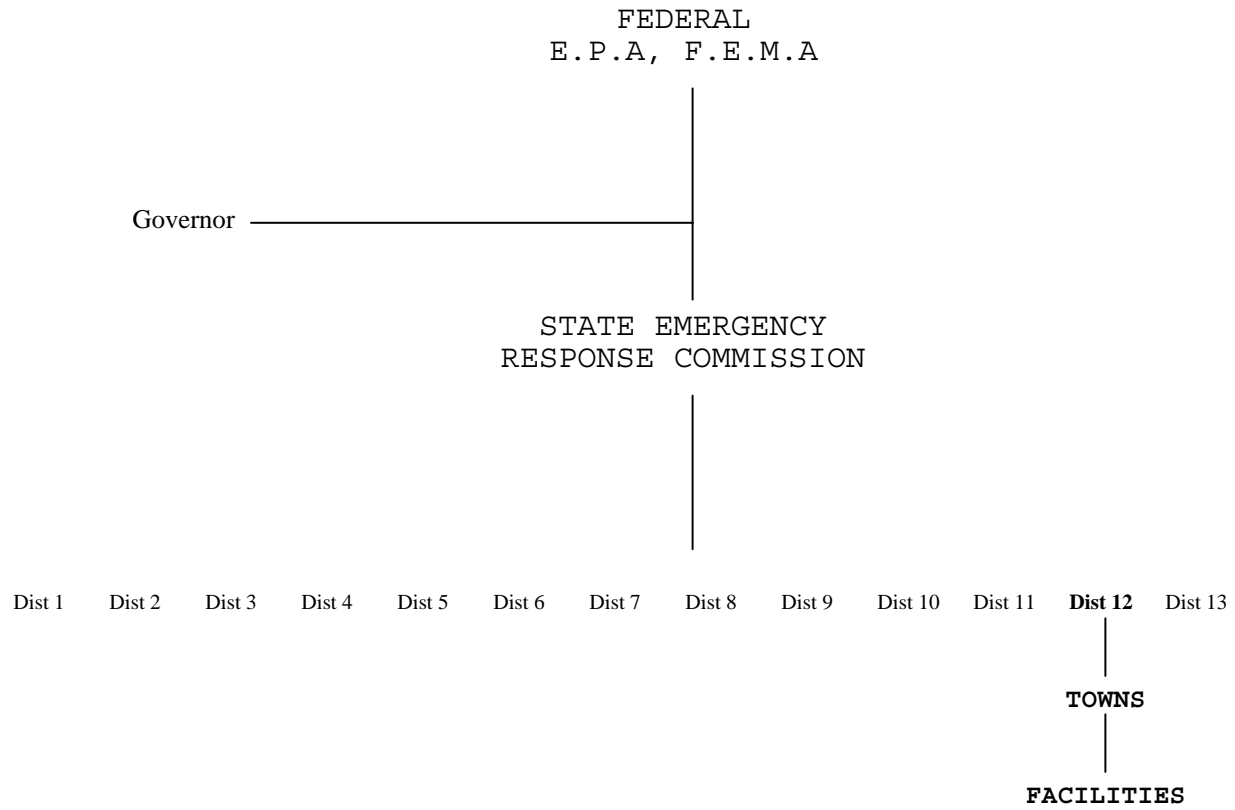 FEDERAL
E.P.A, F.E.M.A
Governor
STATE EMERGENCY
RESPONSE COMMISSION
Dist 1 Dist 2 Dist 3 Dist 4 Dist 5 Dist 6 Dist 7 Dist 8 Dist 9 Dist 10 Dist 11 Dist 12 Dist 13
TOWNS
FACILITIES